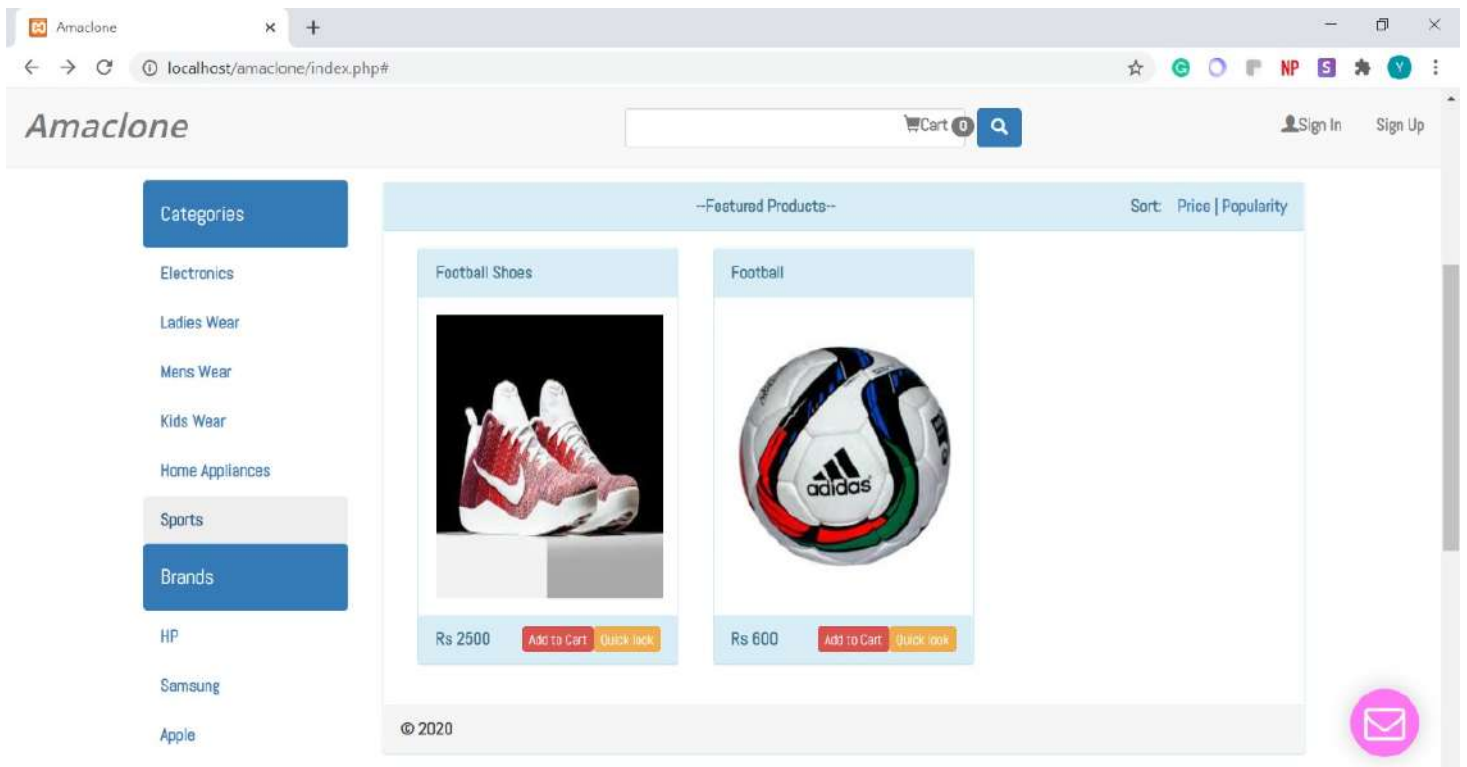 Amaclone
localhost/amaclone/index.php#
NP S Y
Amaclone
Cart 0
Sign In Sign Up
Categories
Electronics
Ladies Wear
Mens Wear
Kids Wear
Home Appliances
Sports
Brands
HP
Samsung
Apple
--Featured Products--
Sort: Price | Popularity
Football Shoes
Rs 2500 Add to Cart Quick look
Football
adidas
Rs 600 Add to Cart Quick look
© 2020